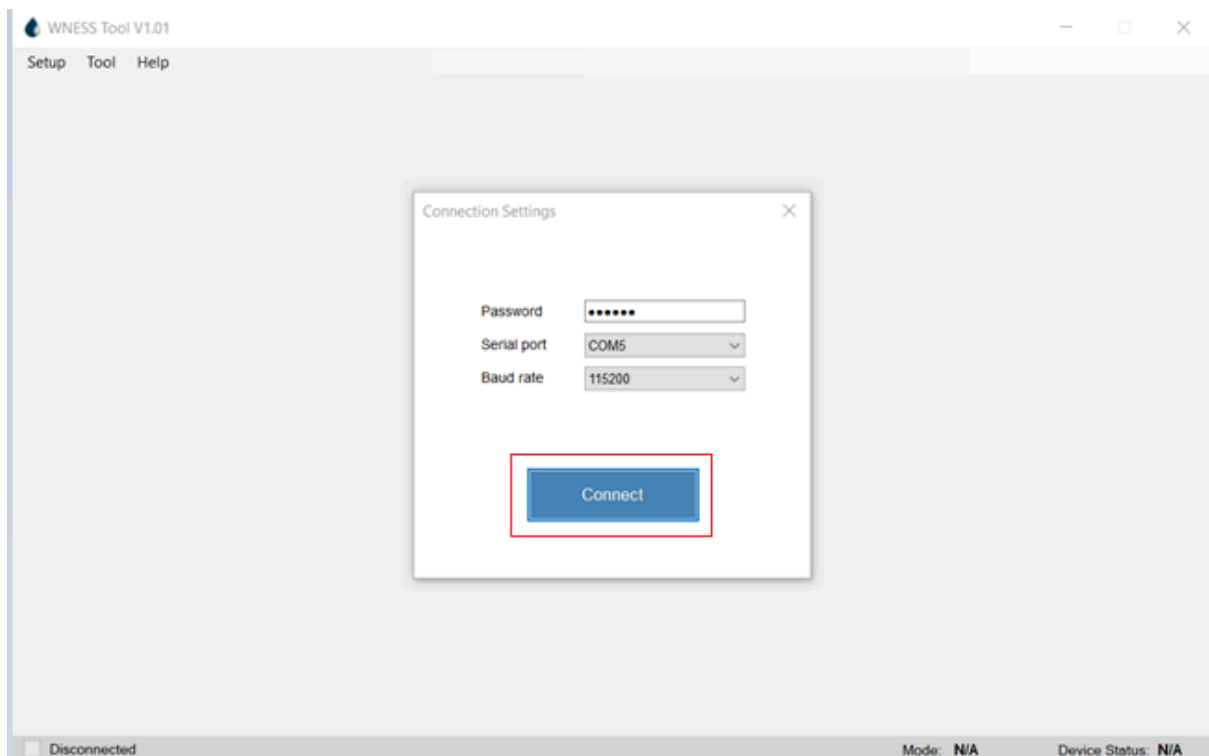 WNESS Tool V1.01
Setup Tool Help
Connection Settings
Password ••••••
Serial port COM5
Baud rate 115200
Connect
Disconnected Mode: N/A Device Status: N/A